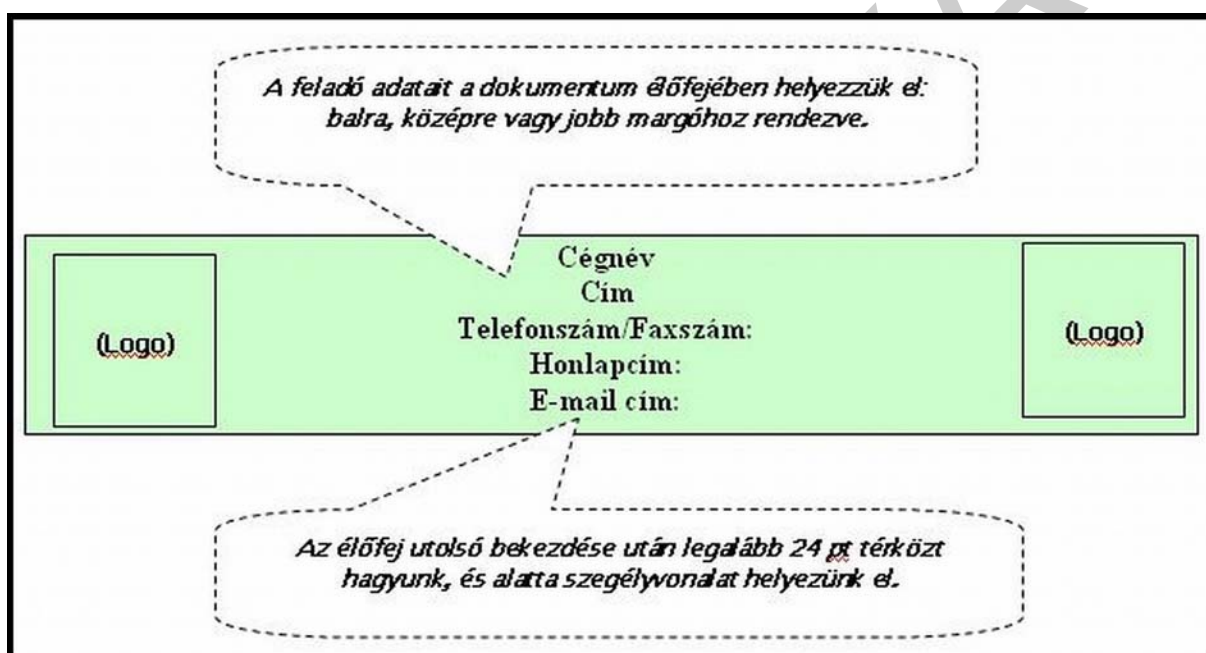 A feladó adatait a dokumentum élőfejében helyezzük el:
balra, középre vagy jobb margóhoz rendezve.
Cégnév
Cím
Telefonszám/Faxszám:
Honlapcím:
E-mail cím:
(Logo)
(Logo)
Az élőfej utolsó bekezdése után legalább 24 pt térközt
hagyunk, és alatta szegélyvonalat helyezünk el.